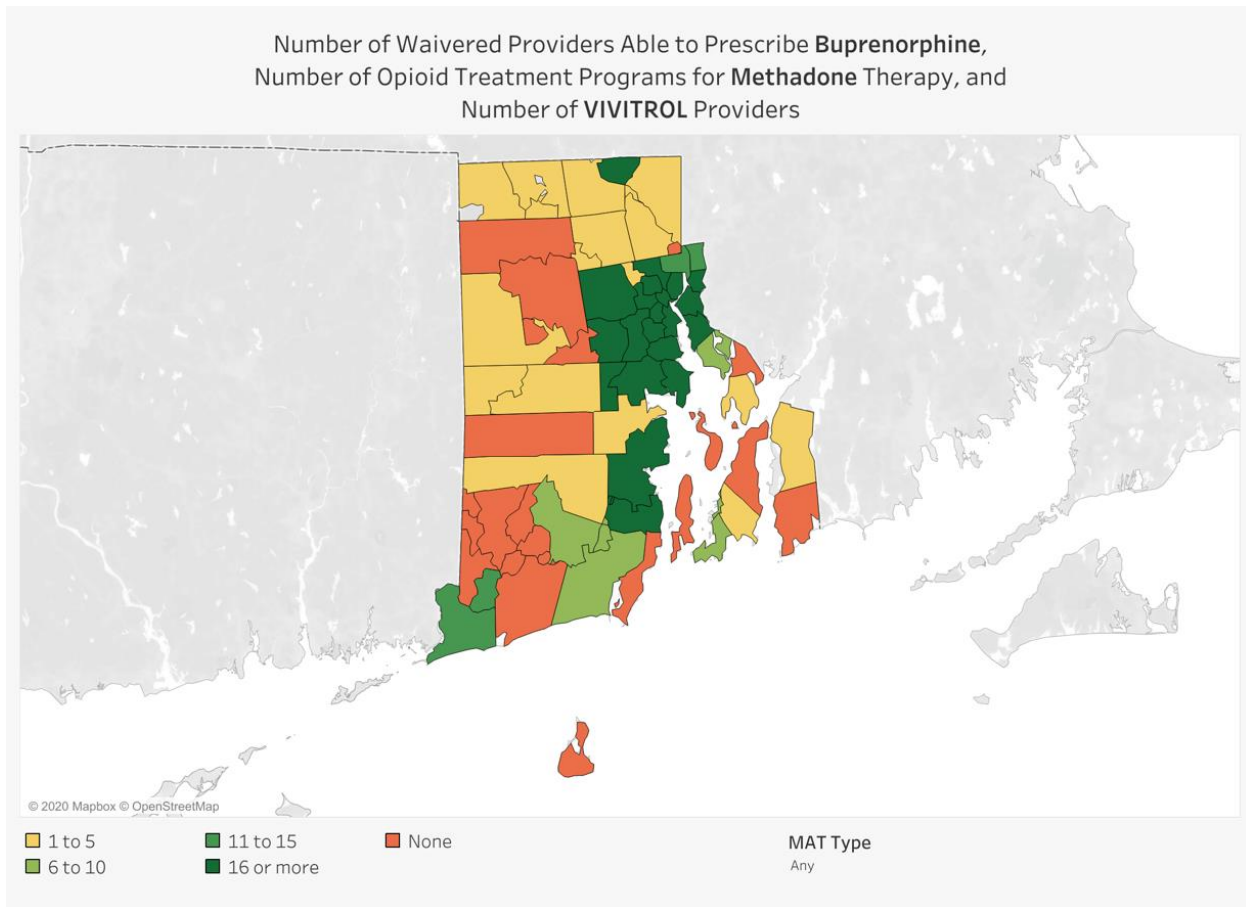 Number of Waivered Providers Able to Prescribe Buprenorphine,
Number of Opioid Treatment Programs for Methadone Therapy, and
Number of VIVITROL Providers
© 2020 Mapbox © OpenStreetMap
1 to 5
6 to 10
11 to 15
16 or more
None
MAT Type
Any